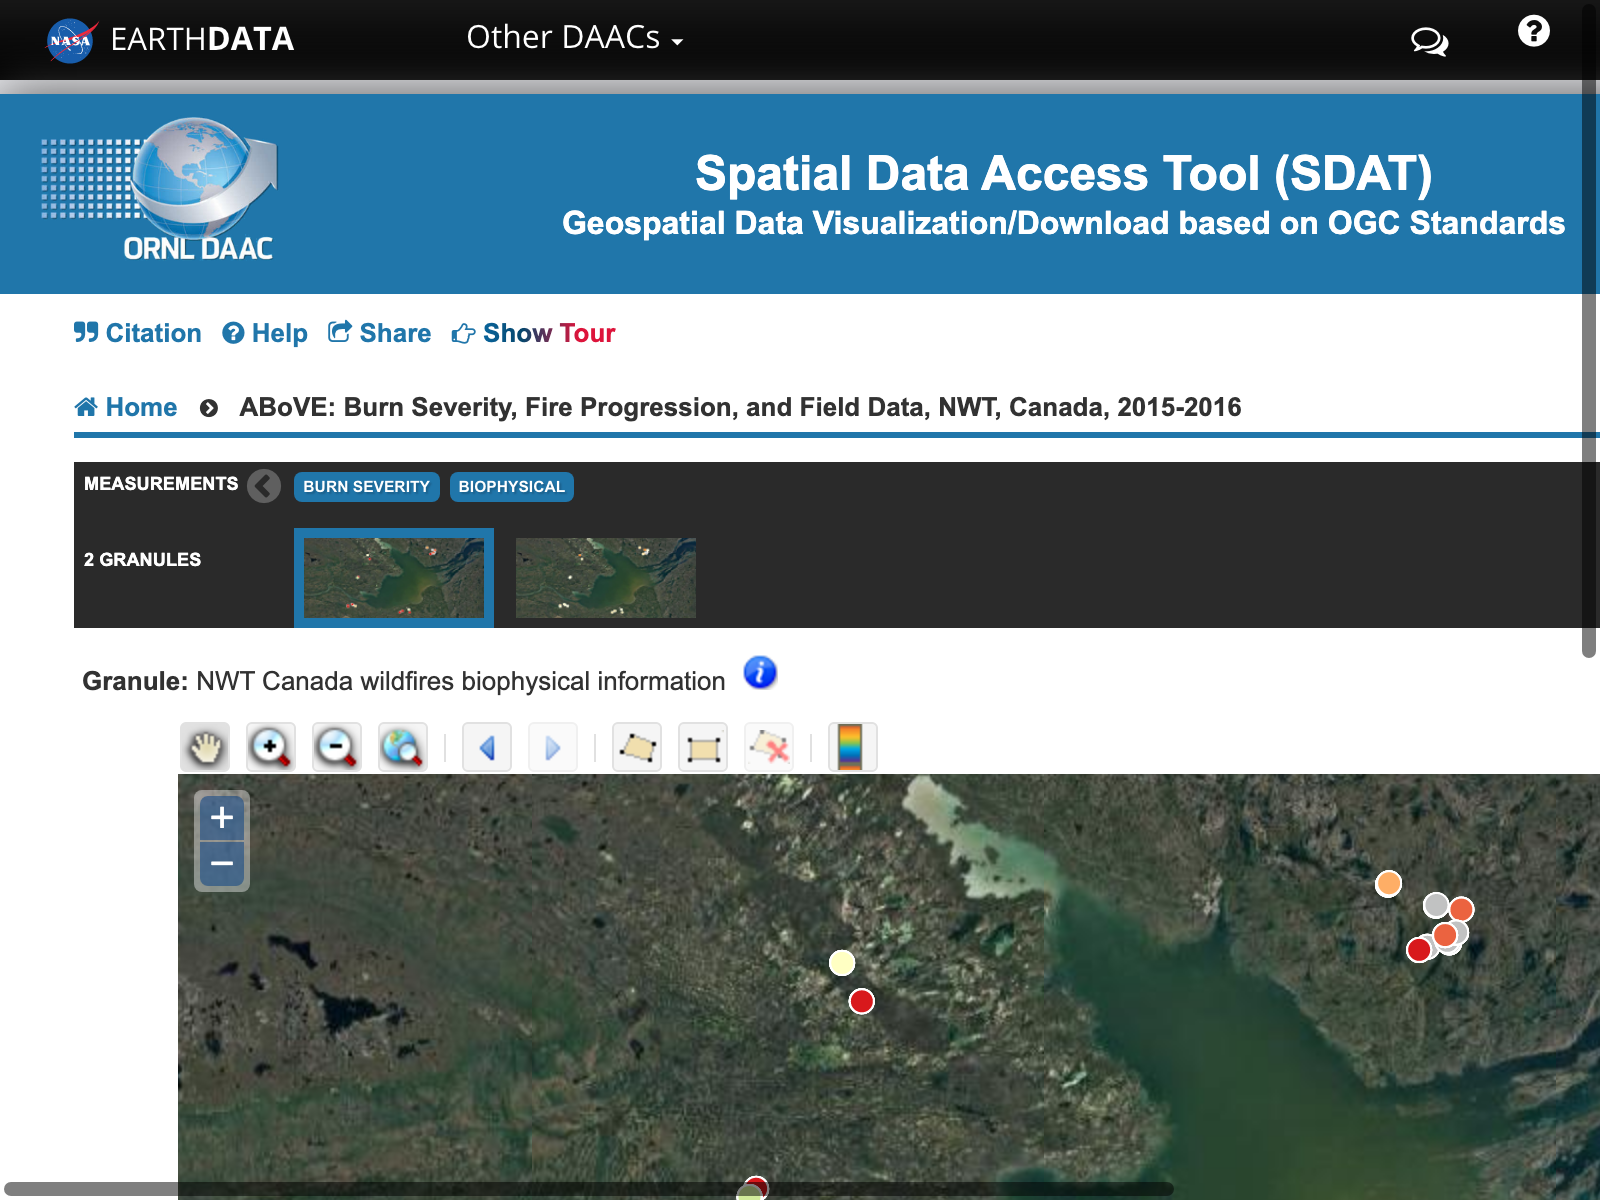 NASA EARTHDATA
Other DAACs
ORNL DAAC
Spatial Data Access Tool (SDAT)
Geospatial Data Visualization/Download based on OGC Standards
Citation Help Share Show Tour
Home ABoVE: Burn Severity, Fire Progression, and Field Data, NWT, Canada, 2015-2016
MEASUREMENTS BURN SEVERITY BIOPHYSICAL
2 GRANULES
Granule: NWT Canada wildfires biophysical information